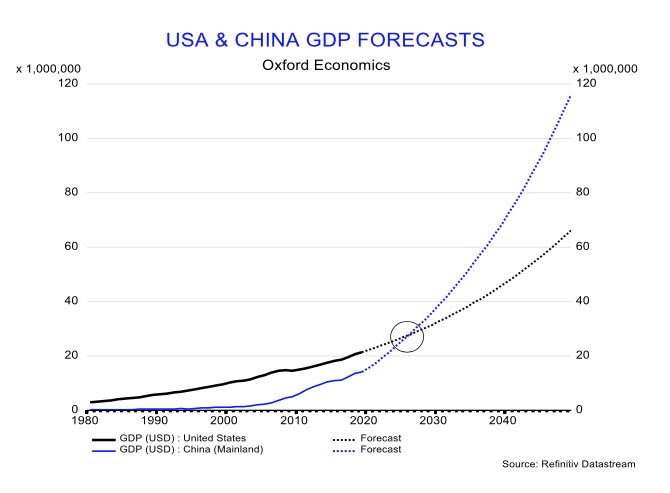 USA & CHINA GDP FORECASTS
Oxford Economics
x 1,000,000 x 1,000,000
120 120
100 100
80 80
60 60
40 40
20 20
0 0
1980 1990 2000 2010 2020 2030 2040
GDP (USD) : United States Forecast
GDP (USD) : China (Mainland) Forecast
Source: Refinitiv Datastream